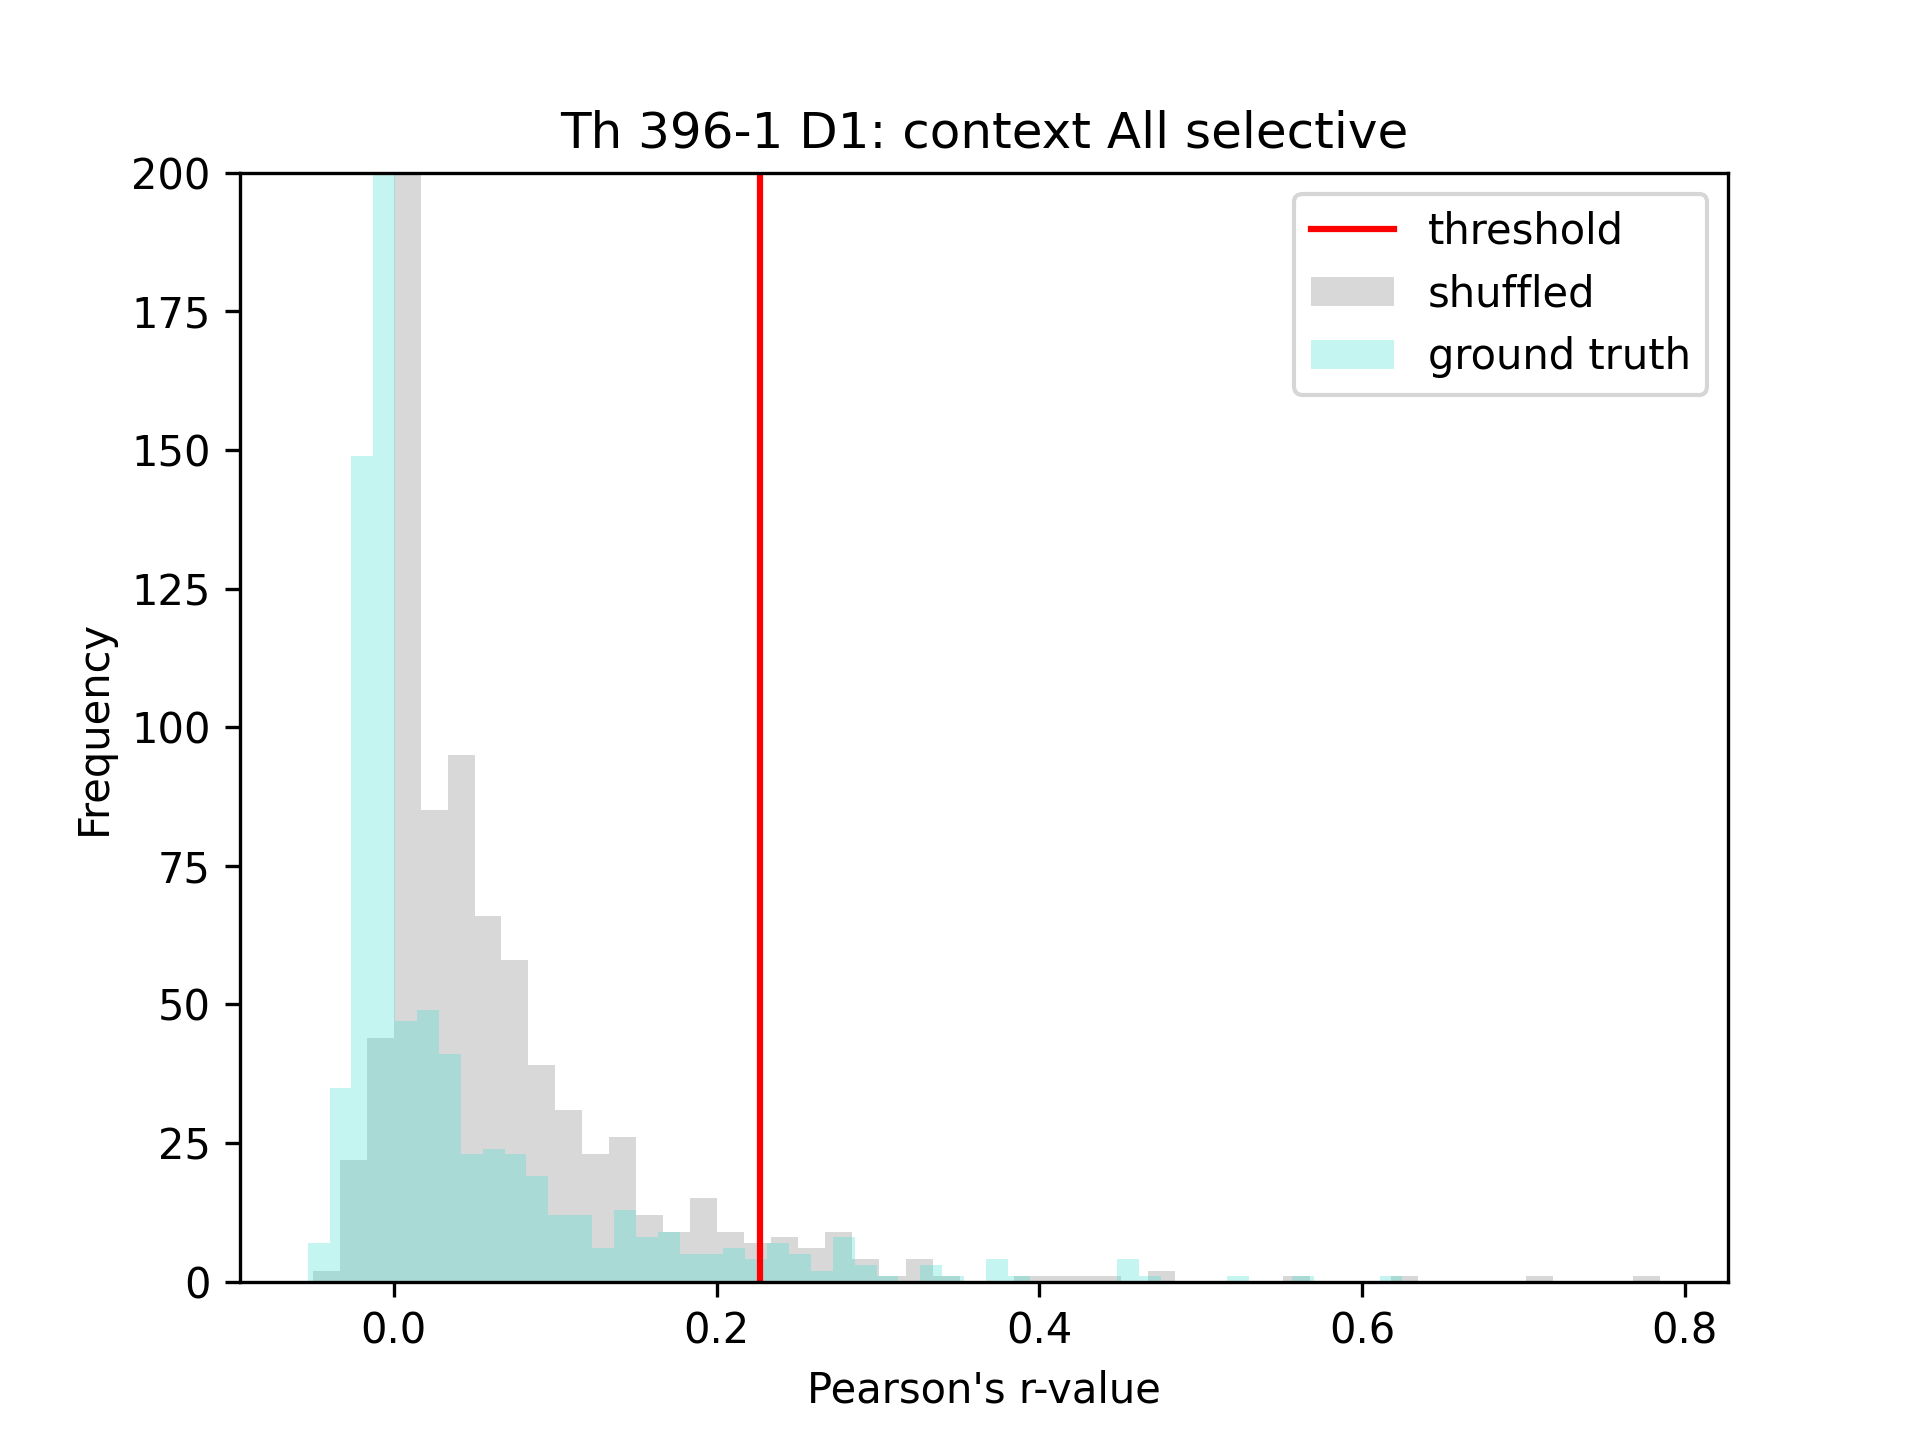 Th 396-1 D1: context All selective
200
175
150
125
100
75
50
25
0
Frequency
threshold
shuffled
ground truth
0.0 0.2 0.4 0.6 0.8
Pearson's r-value